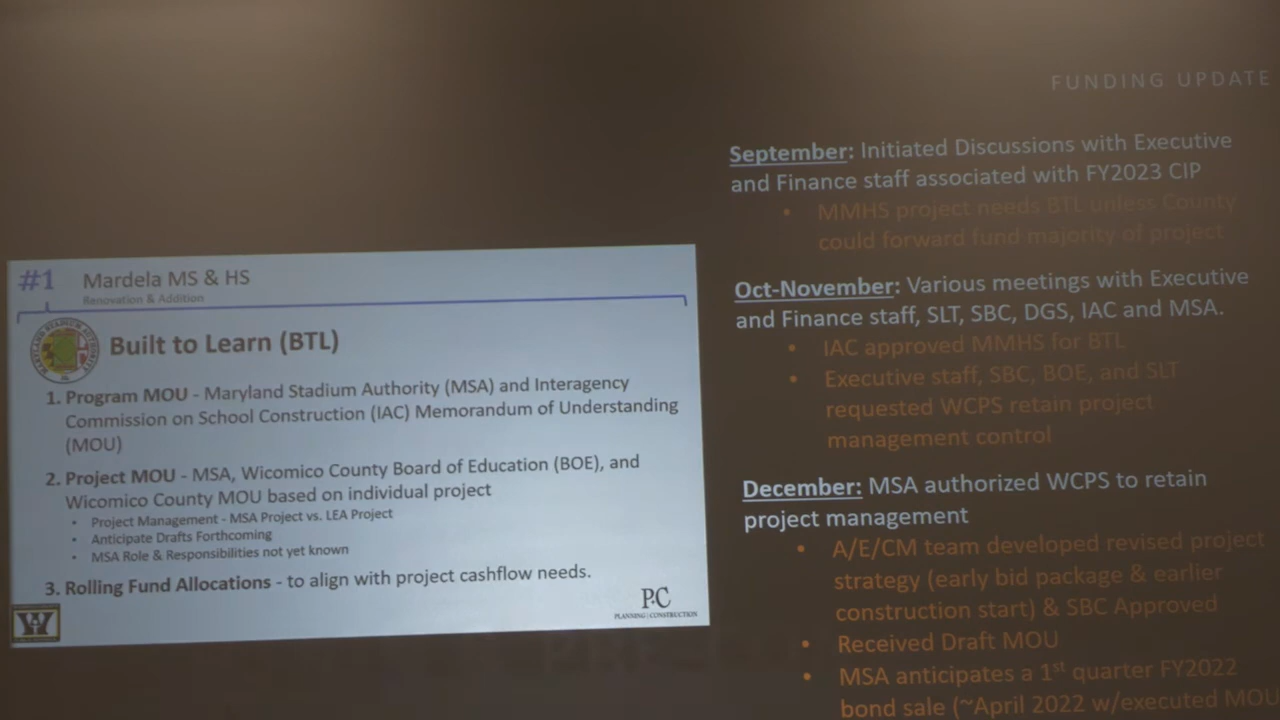 FUNDING UPDATE
#1 Mardela MS & HS
Renovation & Addition
Built to Learn (BTL)
1. Program MOU - Maryland Stadium Authority (MSA) and Interagency
Commission on School Construction (IAC) Memorandum of Understanding
(MOU)
2. Project MOU - MSA, Wicomico County Board of Education (BOE), and
Wicomico County MOU based on individual project
• Project Management - MSA Project vs. LEA Project
• Anticipate Drafts Forthcoming
• MSA Role & Responsibilities not yet known
3. Rolling Fund Allocations - to align with project cashflow needs.
P.C
PLANNING | CONSTRUCTION
September: Initiated Discussions with Executive
and Finance staff associated with FY2023 CIP
• MMHS project needs BTL unless County
could forward fund majority of project
Oct-November: Various meetings with Executive
and Finance staff, SLT, SBC, DGS, IAC and MSA.
• IAC approved MMHS for BTL
• Executive staff, SBC, BOE, and SLT
requested WCPS retain project
management control
December: MSA authorized WCPS to retain
project management
• A/E/CM team developed revised project
strategy (early bid package & earlier
construction start) & SBC Approved
• Received Draft MOU
• MSA anticipates a 1st quarter FY2022
bond sale (~April 2022 w/executed MOU